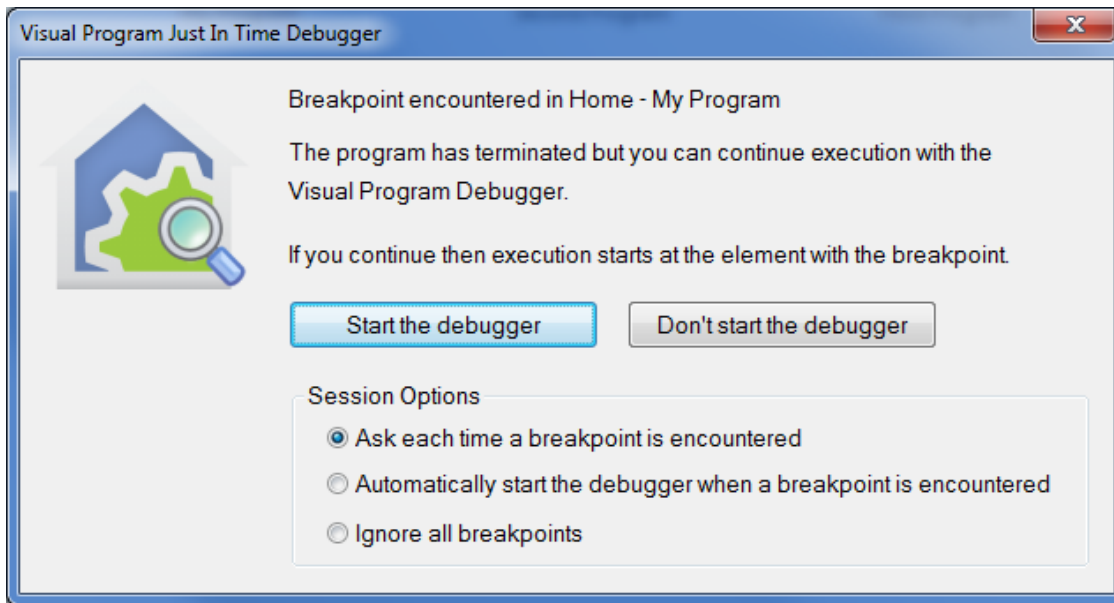 Visual Program Just In Time Debugger
Breakpoint encountered in Home - My Program
The program has terminated but you can continue execution with the
Visual Program Debugger.
If you continue then execution starts at the element with the breakpoint.
Start the debugger
Don't start the debugger
Session Options
Ask each time a breakpoint is encountered
Automatically start the debugger when a breakpoint is encountered
Ignore all breakpoints